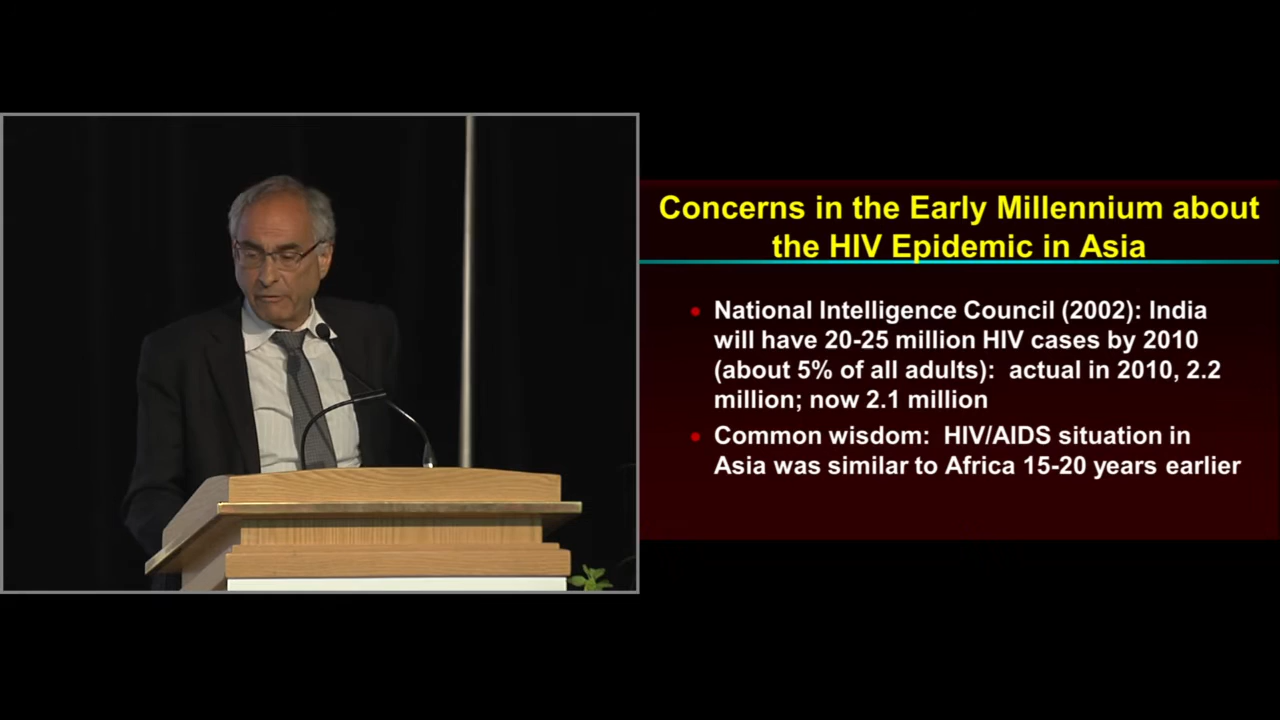 Concerns in the Early Millennium about
the HIV Epidemic in Asia
• National Intelligence Council (2002): India
will have 20-25 million HIV cases by 2010
(about 5% of all adults): actual in 2010, 2.2
million; now 2.1 million
• Common wisdom: HIV/AIDS situation in
Asia was similar to Africa 15-20 years earlier